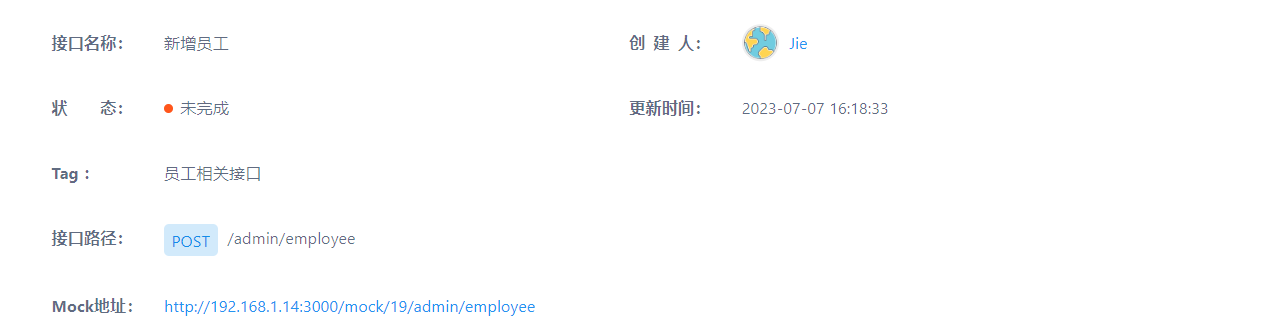 接口名称： 新增员工 创 建 人： Jie
状 态： 未完成 更新时间： 2023-07-07 16:18:33
Tag ： 员工相关接口
接口路径： POST /admin/employee
Mock地址： http://192.168.1.14:3000/mock/19/admin/employee